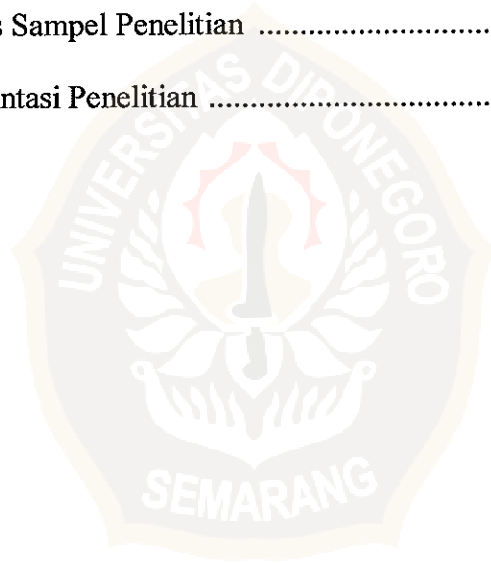 s Sampel Penelitian ..................................
ntasi Penelitian .........................................
UNIVERSITAS DIPONEGORO
SEMARANG